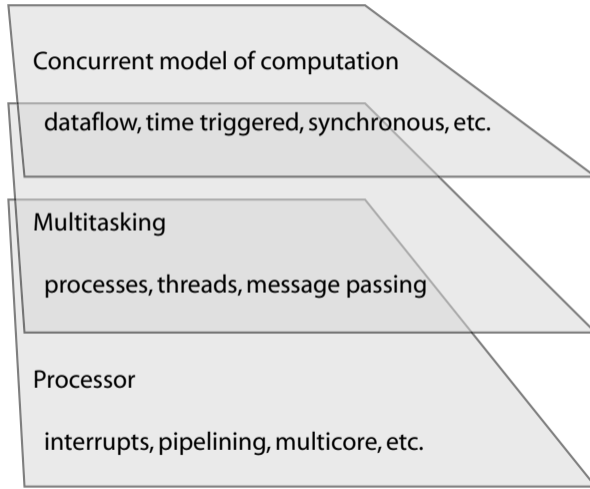 Concurrent model of computation
dataflow, time triggered, synchronous, etc.
Multitasking
processes, threads, message passing
Processor
interrupts, pipelining, multicore, etc.